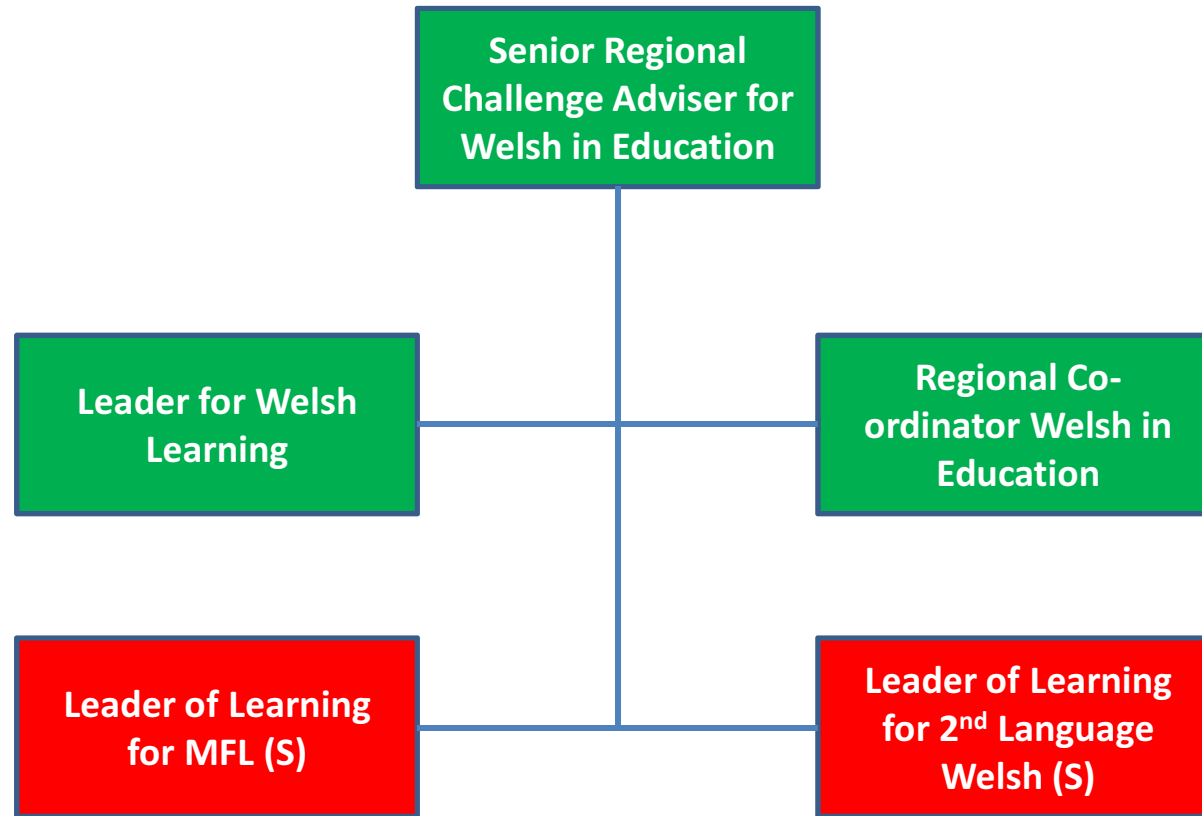 Senior Regional
Challenge Adviser for
Welsh in Education
Leader for Welsh
Learning
Regional Co-
ordinator Welsh in
Education
Leader of Learning
for MFL (S)
Leader of Learning
for 2nd Language
Welsh (S)